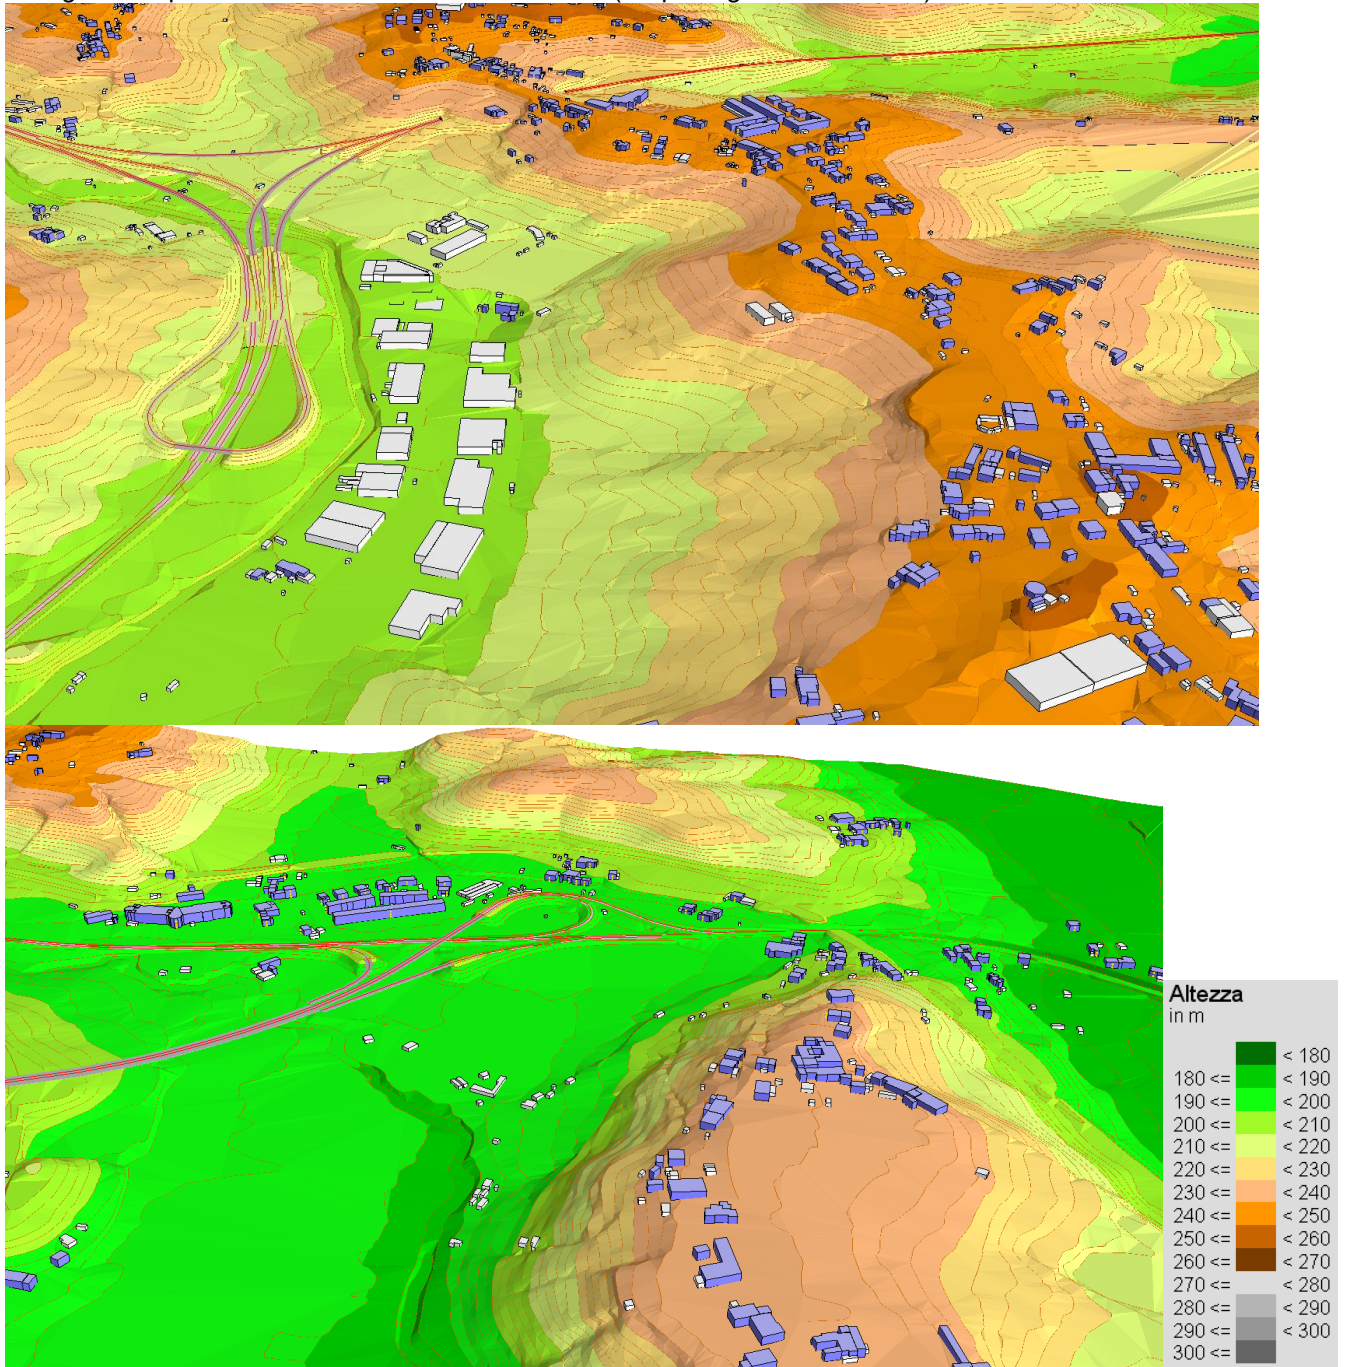 Altezza
in m
< 180
180 <= < 190
190 <= < 200
200 <= < 210
210 <= < 220
220 <= < 230
230 <= < 240
240 <= < 250
250 <= < 260
260 <= < 270
270 <= < 280
280 <= < 290
290 <= < 300
300 <=